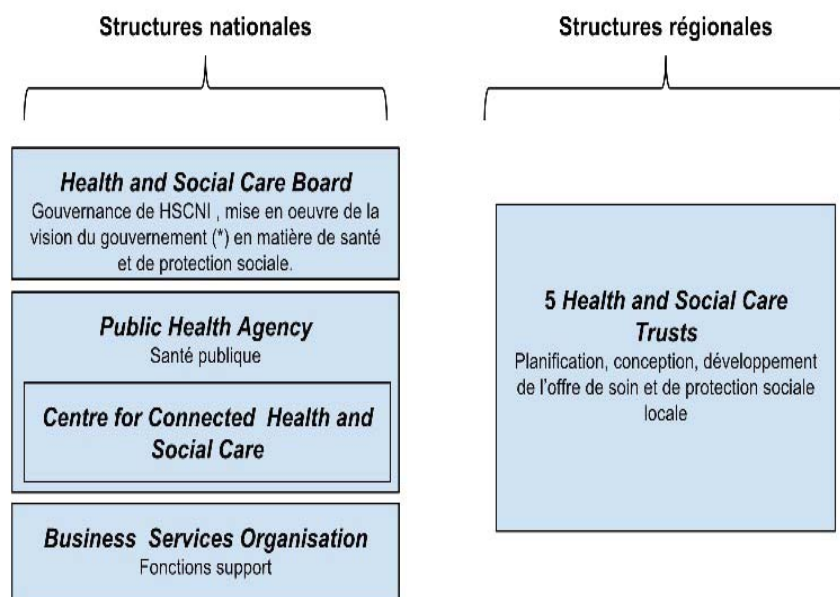 Structures nationales
Health and Social Care Board
Gouvernance de HSCNI , mise en oeuvre de la
vision du gouvernement (*) en matière de santé
et de protection sociale.
Public Health Agency
Santé publique
Centre for Connected Health and
Social Care
Business Services Organisation
Fonctions support
Structures régionales
5 Health and Social Care
Trusts
Planification, conception, développement
de l'offre de soin et de protection sociale
locale